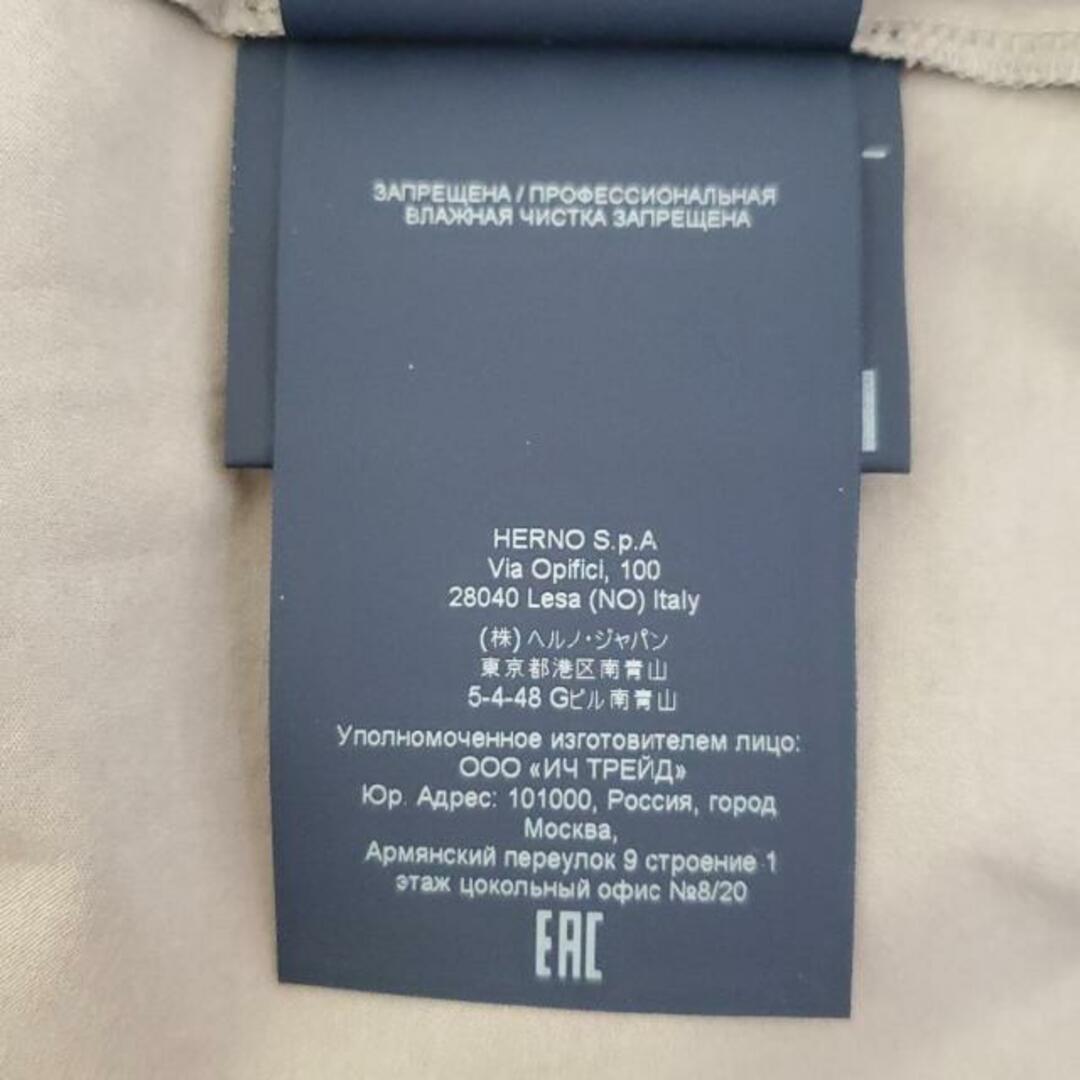 ЗАПРЕЩЕНА / ПРОФЕССИОНАЛЬНАЯ
ВЛАЖНАЯ ЧИСТКА ЗАПРЕЩЕНА
HERNO S.p.A
Via Opifici, 100
28040 Lesa (NO) Italy
(株) ヘルノ・ジャパン
東京都港区南青山
5-4-48 Gビル南青山
Уполномоченное изготовителем лицо:
ООО «ИЧ ТРЕЙД»
Юр. Адрес: 101000, Россия, город
Москва,
Армянский переулок 9 строение 1
этаж цокольный офис №8/20
EAC